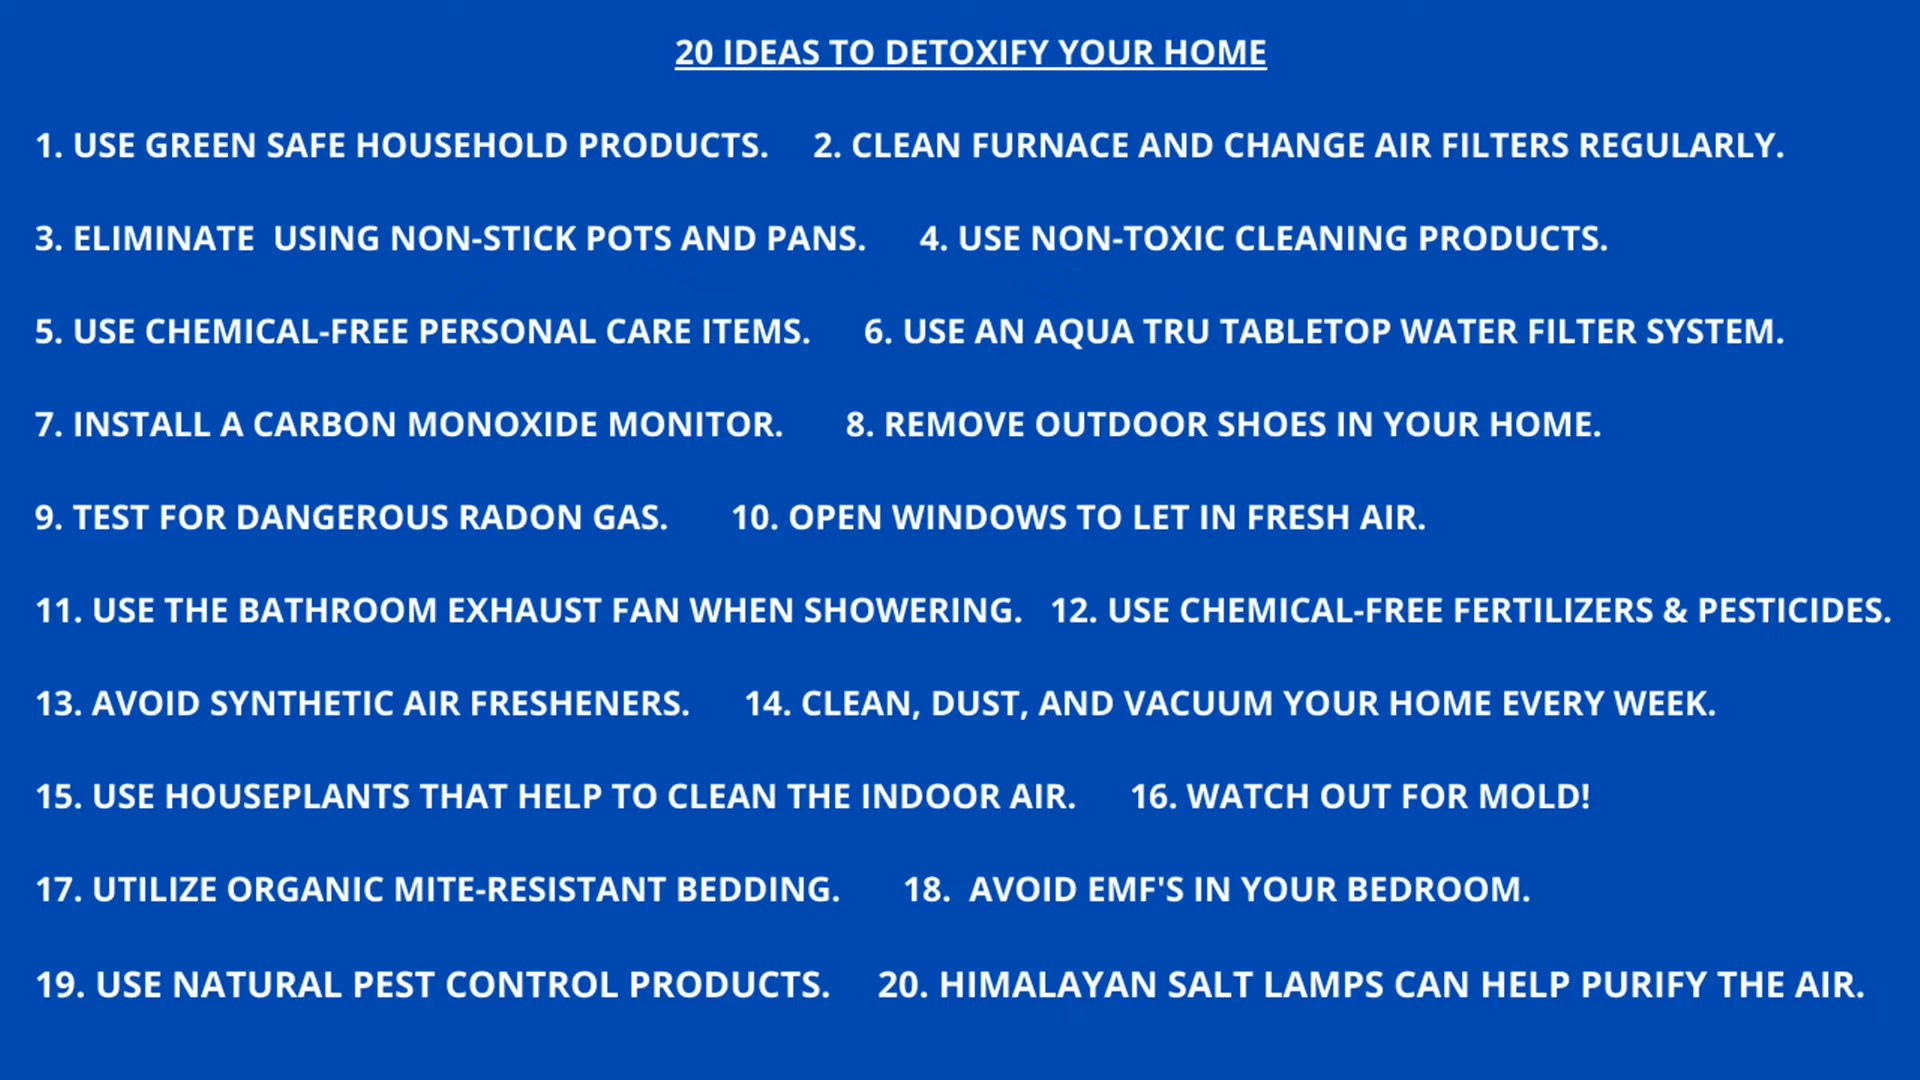 20 IDEAS TO DETOXIFY YOUR HOME
1. USE GREEN SAFE HOUSEHOLD PRODUCTS. 2. CLEAN FURNACE AND CHANGE AIR FILTERS REGULARLY.
3. ELIMINATE USING NON-STICK POTS AND PANS. 4. USE NON-TOXIC CLEANING PRODUCTS.
5. USE CHEMICAL-FREE PERSONAL CARE ITEMS. 6. USE AN AQUA TRU TABLETOP WATER FILTER SYSTEM.
7. INSTALL A CARBON MONOXIDE MONITOR. 8. REMOVE OUTDOOR SHOES IN YOUR HOME.
9. TEST FOR DANGEROUS RADON GAS. 10. OPEN WINDOWS TO LET IN FRESH AIR.
11. USE THE BATHROOM EXHAUST FAN WHEN SHOWERING. 12. USE CHEMICAL-FREE FERTILIZERS & PESTICIDES.
13. AVOID SYNTHETIC AIR FRESHENERS. 14. CLEAN, DUST, AND VACUUM YOUR HOME EVERY WEEK.
15. USE HOUSEPLANTS THAT HELP TO CLEAN THE INDOOR AIR. 16. WATCH OUT FOR MOLD!
17. UTILIZE ORGANIC MITE-RESISTANT BEDDING. 18. AVOID EMF'S IN YOUR BEDROOM.
19. USE NATURAL PEST CONTROL PRODUCTS. 20. HIMALAYAN SALT LAMPS CAN HELP PURIFY THE AIR.